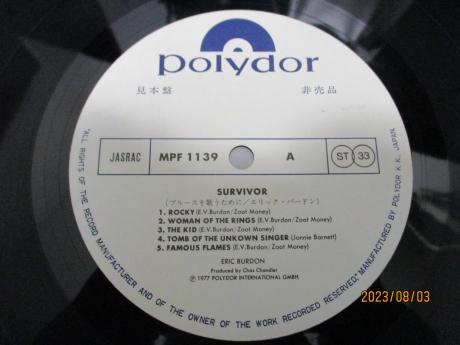 polydor
見本盤 非売品
JASRAC MPF 1139 A ST 33
SURVIVOR
(ブルースを歌うために/エリック・バードン)
1. ROCKY (E.V.Burdon/Zoot Money)
2. WOMAN OF THE RINGS (E.V.Burdon/Zoot Money)
3. THE KID (E.V.Burdon/Zoot Money)
4. TOMB OF THE UNKOWN SINGER (Jonnie Barnett)
5. FAMOUS FLAMES (E.V.Burdon/Zoot Money)
ERIC BURDON
Produced by Chas Chandler
Ⓟ 1977 POLYDOR INTERNATIONAL GMBH.
"ALL RIGHTS OF THE RECORD MANUFACTURER AND OF THE OWNER OF THE WORK RECORDED RESERVED," MANUFACTURED BY POLYDOR K.K., JAPAN.
2023/08/03